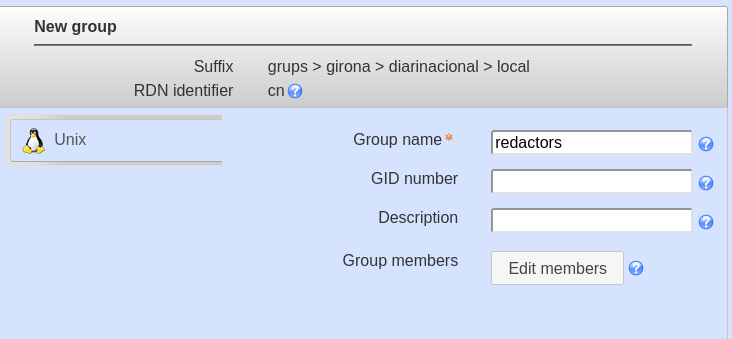 New group
Suffix grups > girona > diarinacional > local
RDN identifier cn
Unix
Group name* redactors
GID number
Description
Group members Edit members